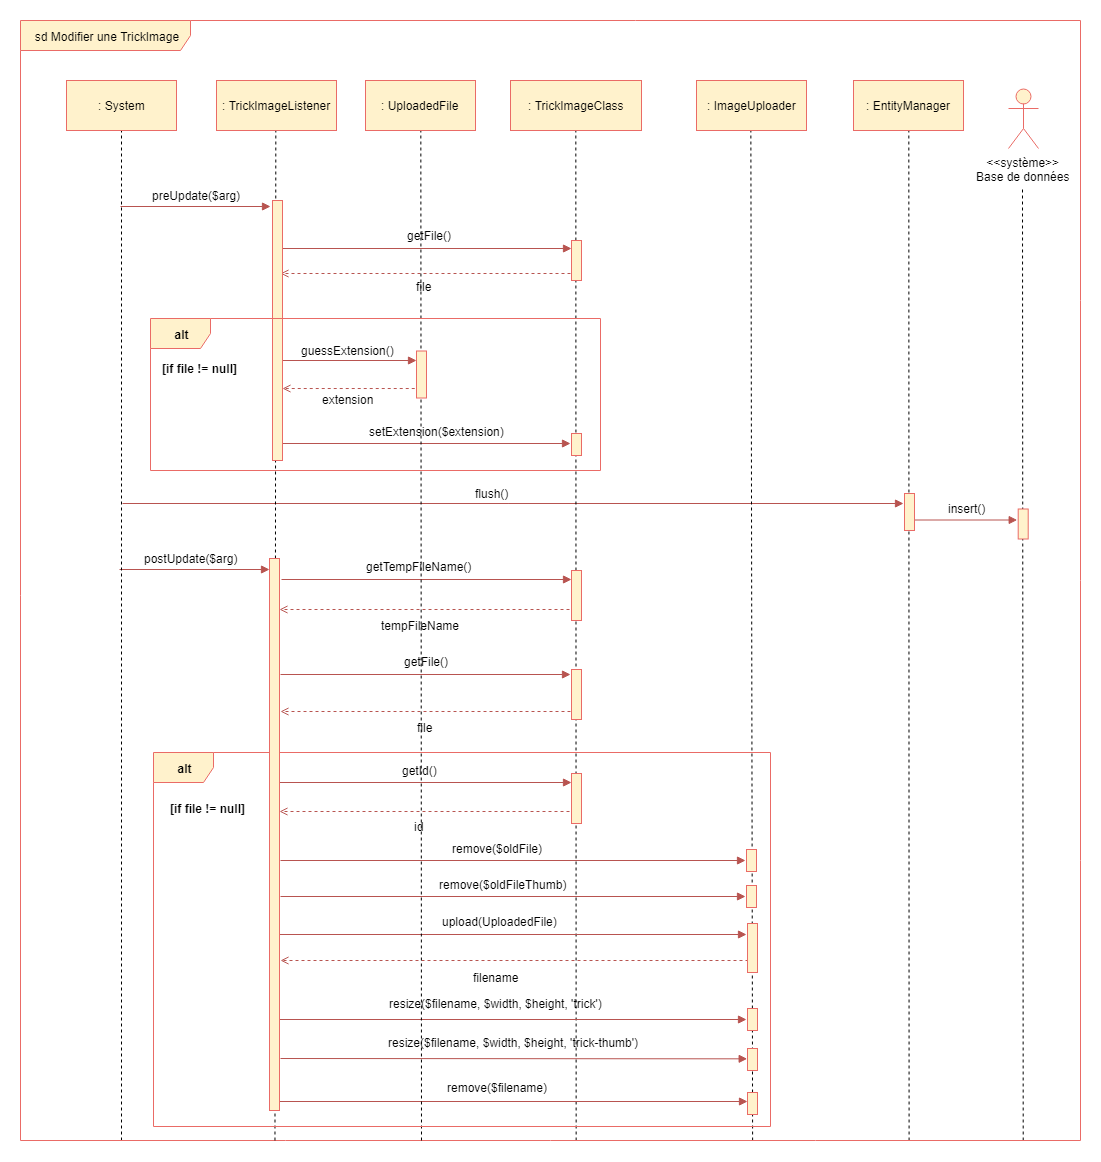 sd Modifier une TrickImage
: System
: TrickImageListener
: UploadedFile
: TrickImageClass
: ImageUploader
: EntityManager
<<système>>
Base de données
preUpdate($arg)
getFile()
file
alt
guessExtension()
[if file != null]
extension
setExtension($extension)
flush()
insert()
postUpdate($arg)
getTempFileName()
tempFileName
getFile()
file
alt
getId()
[if file != null]
id
remove($oldFile)
remove($oldFileThumb)
upload(UploadedFile)
filename
resize($filename, $width, $height, 'trick')
resize($filename, $width, $height, 'trick-thumb')
remove($filename)